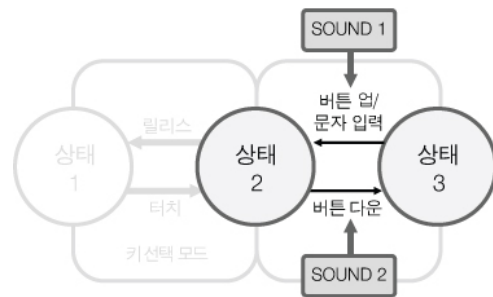 SOUND 1
버튼 업/
문자 입력
릴리스
상태
1
상태
2
상태
3
터치
버튼 다운
키 선택 모드
SOUND 2